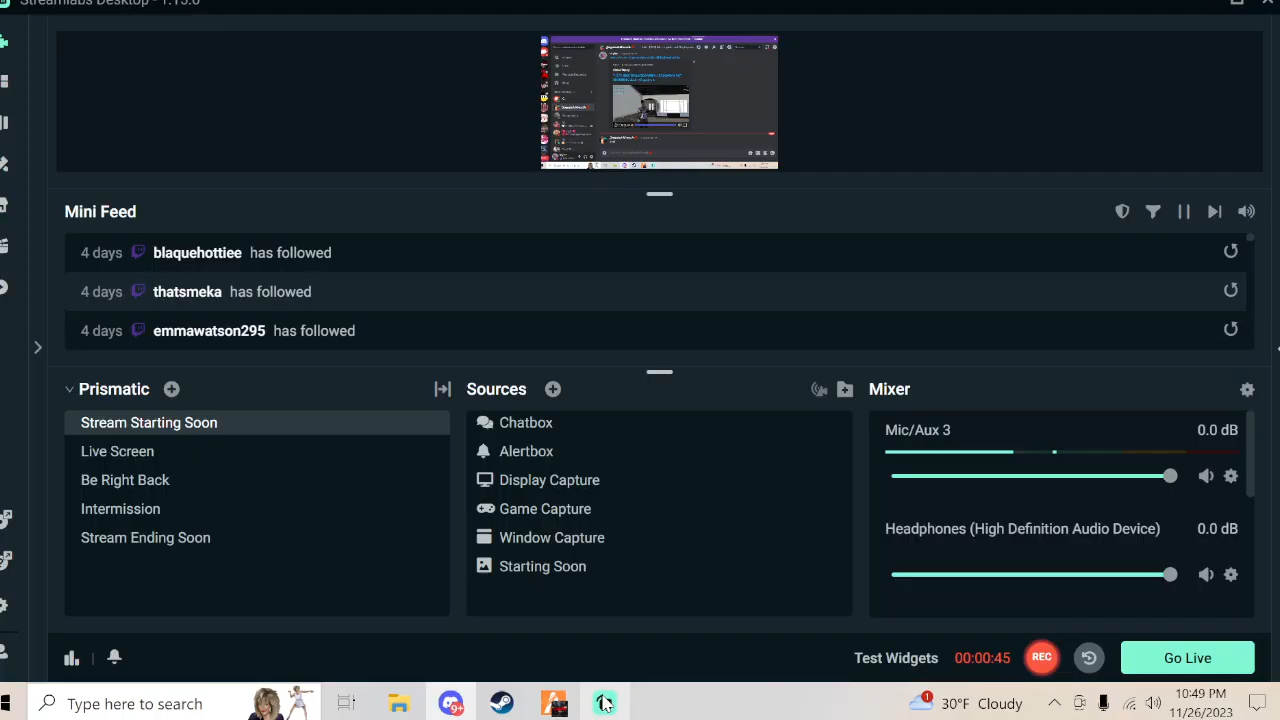 Streamlabs Desktop - 1.15.0
Mini Feed
4 days blaquehottiee has followed
4 days thatsmeka has followed
4 days emmawatson295 has followed
Prismatic
Stream Starting Soon
Live Screen
Be Right Back
Intermission
Stream Ending Soon
Sources
Chatbox
Alertbox
Display Capture
Game Capture
Window Capture
Starting Soon
Mixer
Mic/Aux 3 0.0 dB
Headphones (High Definition Audio Device) 0.0 dB
Test Widgets 00:00:45 REC Go Live
Type here to search
9+
1
30°F Cloudy
10:49 PM
11/26/2023